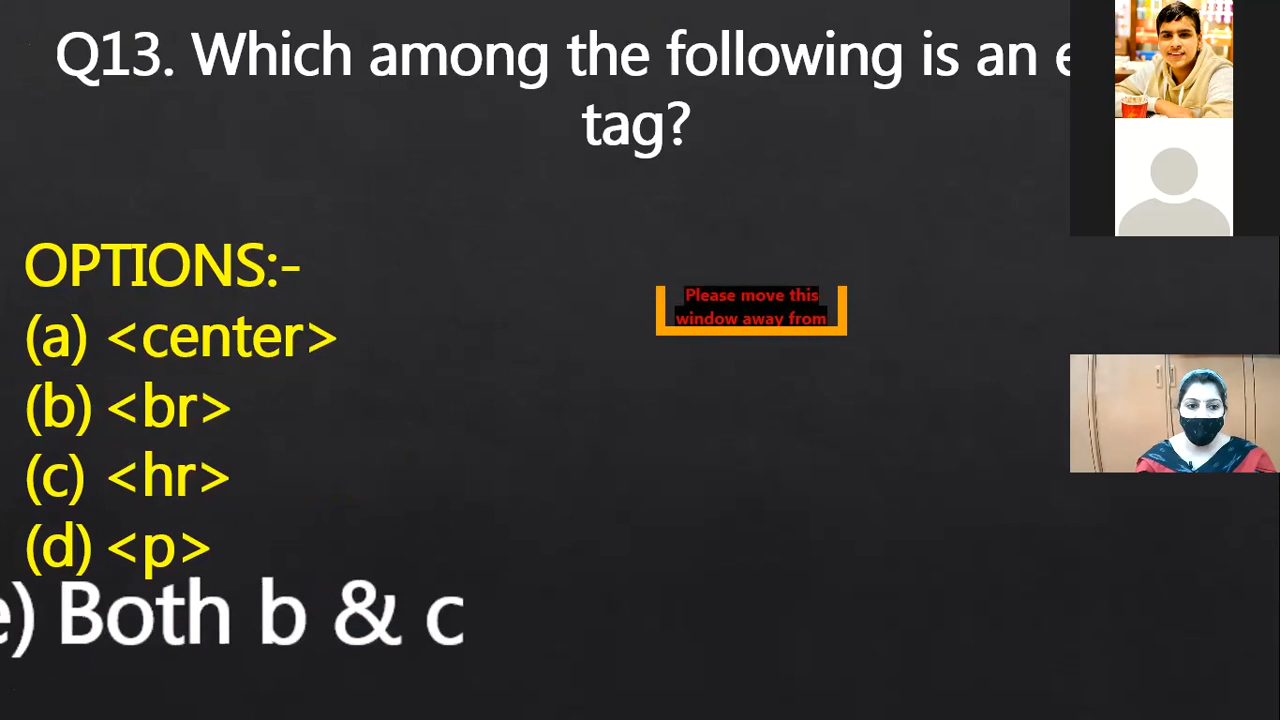 Q13. Which among the following is an e
tag?
OPTIONS:-
(a) <center>
(b) <br>
(c) <hr>
(d) <p>
e) Both b & c
Please move this
window away from